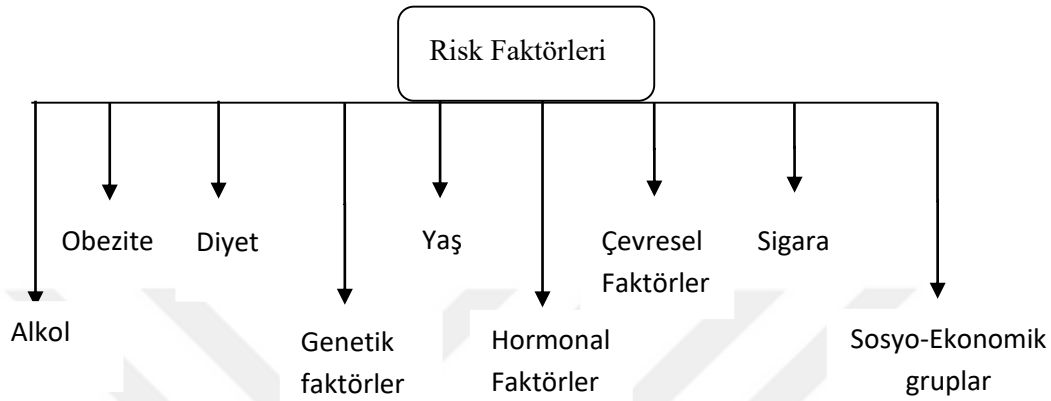 Risk Faktörleri
Obezite
Diyet
Yaş
Çevresel
Faktörler
Sigara
Alkol
Genetik
faktörler
Hormonal
Faktörler
Sosyo-Ekonomik
gruplar